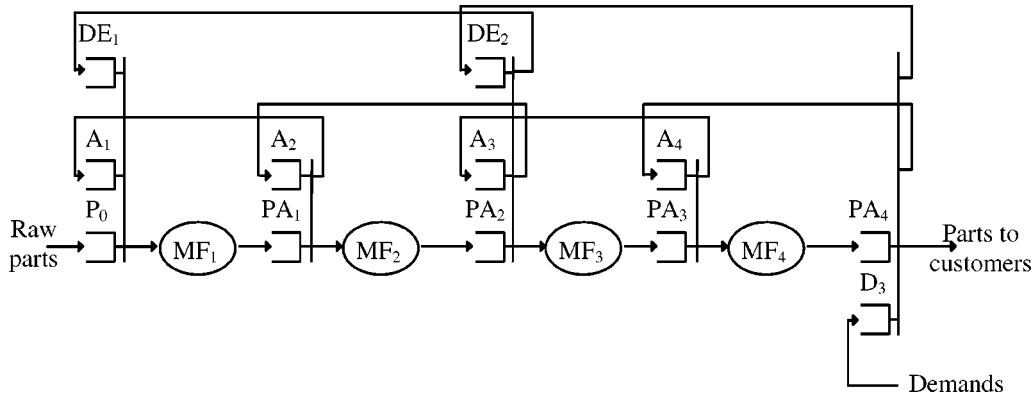 DE₁ DE₂
A₁ A₂ A₃ A₄
P₀ PA₁ PA₂ PA₃ PA₄
Raw
parts
MF₁ MF₂ MF₃ MF₄
Parts to
customers
D₃
Demands